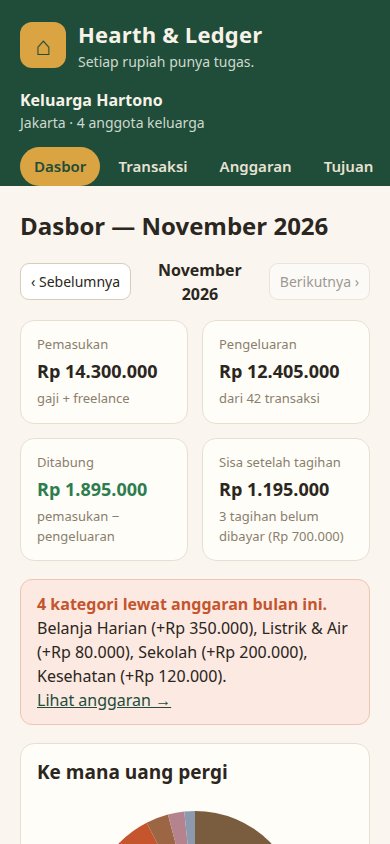 Hearth & Ledger
Setiap rupiah punya tugas.
Keluarga Hartono
Jakarta · 4 anggota keluarga
Dasbor Transaksi Anggaran Tujuan
Dasbor — November 2026
‹ Sebelumnya
November
2026
Berikutnya ›
Pemasukan
Rp 14.300.000
gaji + freelance
Pengeluaran
Rp 12.405.000
dari 42 transaksi
Ditabung
Rp 1.895.000
pemasukan −
pengeluaran
Sisa setelah tagihan
Rp 1.195.000
3 tagihan belum
dibayar (Rp 700.000)
4 kategori lewat anggaran bulan ini.
Belanja Harian (+Rp 350.000), Listrik & Air
(+Rp 80.000), Sekolah (+Rp 200.000),
Kesehatan (+Rp 120.000).
Lihat anggaran →
Ke mana uang pergi